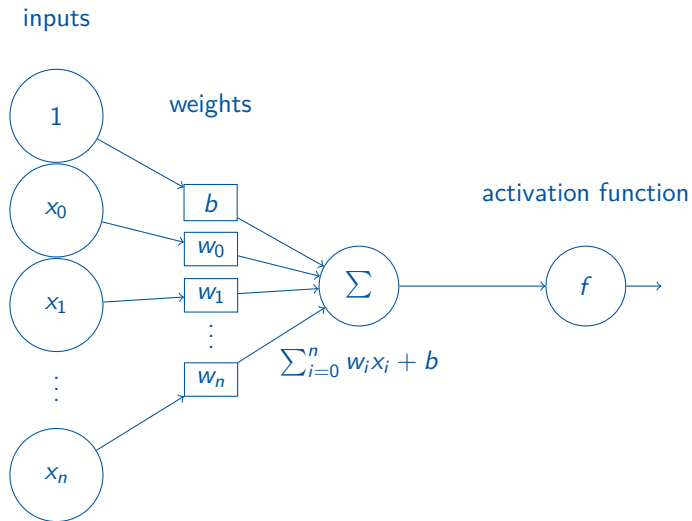 inputs
1
weights
x₀
b
activation function
w₀
x₁
w₁
∑
f
⋮
wₙ
∑ⁿᵢ₌₀ wᵢxᵢ + b
⋮
xₙ